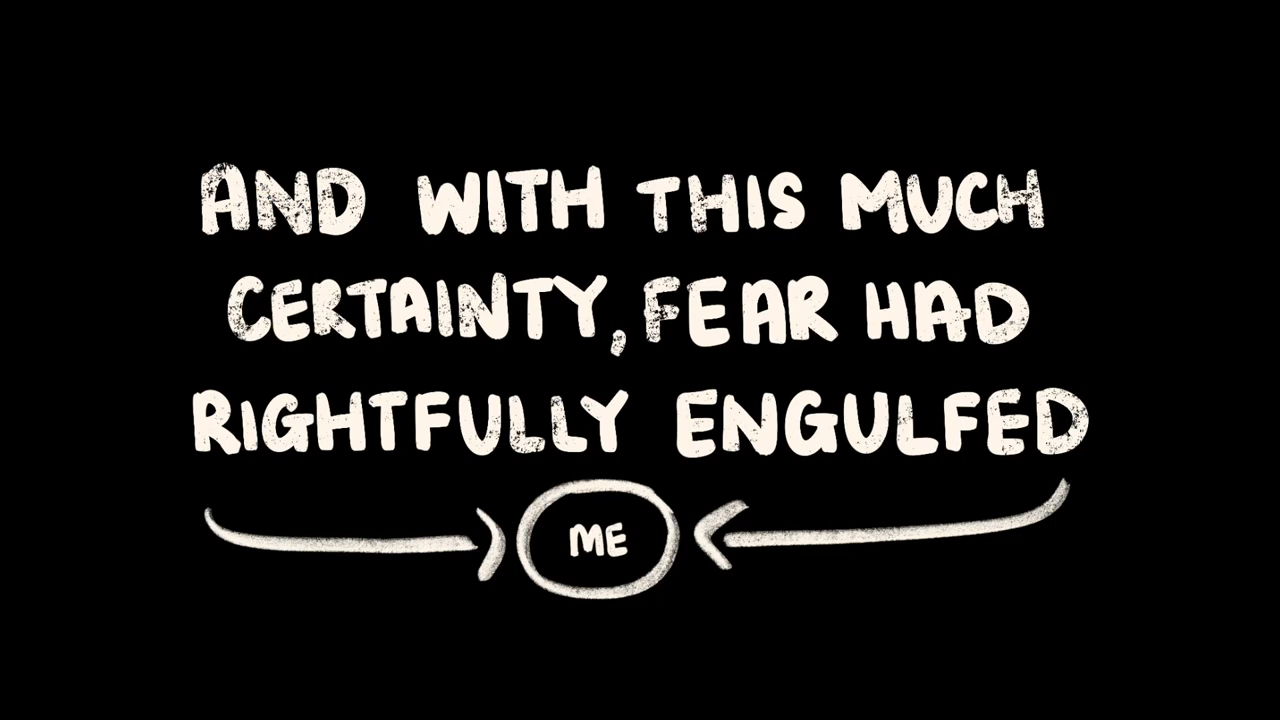 AND WITH THIS MUCH
CERTAINTY, FEAR HAD
RIGHTFULLY ENGULFED
ME